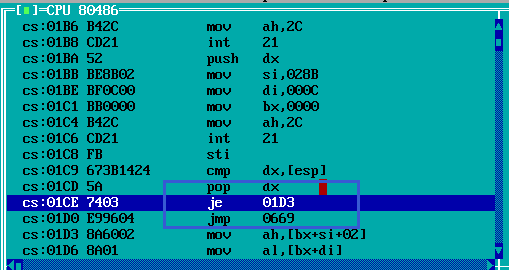 [■]=CPU 80486
cs:01B6 B42C mov ah,2C
cs:01B8 CD21 int 21
cs:01BA 52 push dx
cs:01BB BE8B02 mov si,028B
cs:01BE BF0C00 mov di,000C
cs:01C1 BB0000 mov bx,0000
cs:01C4 B42C mov ah,2C
cs:01C6 CD21 int 21
cs:01C8 FB sti
cs:01C9 673B1424 cmp dx,[esp]
cs:01CD 5A pop dx
cs:01CE 7403 je 01D3
cs:01D0 E99604 jmp 0669
cs:01D3 8A6002 mov ah,[bx+si+02]
cs:01D6 8A01 mov al,[bx+di]